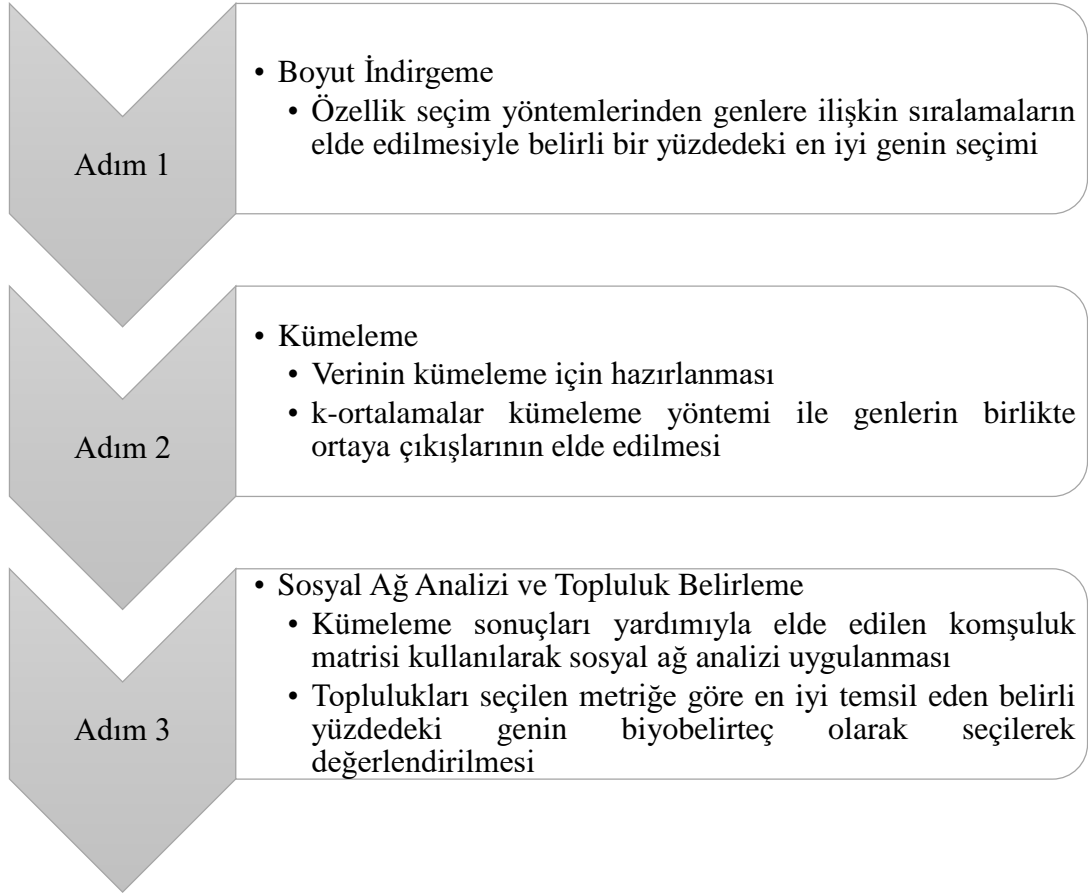 Adım 1
• Boyut İndirgeme
• Özellik seçim yöntemlerinden genlere ilişkin sıralamaların
elde edilmesiyle belirli bir yüzdedeki en iyi genin seçimi
Adım 2
• Kümeleme
• Verinin kümeleme için hazırlanması
• k-ortalamalar kümeleme yöntemi ile genlerin birlikte
ortaya çıkışlarının elde edilmesi
Adım 3
• Sosyal Ağ Analizi ve Topluluk Belirleme
• Kümeleme sonuçları yardımıyla elde edilen komşuluk
matrisi kullanılarak sosyal ağ analizi uygulanması
• Toplulukları seçilen metriğe göre en iyi temsil eden belirli
yüzdedeki genin biyobelirteç olarak seçilerek
değerlendirilmesi